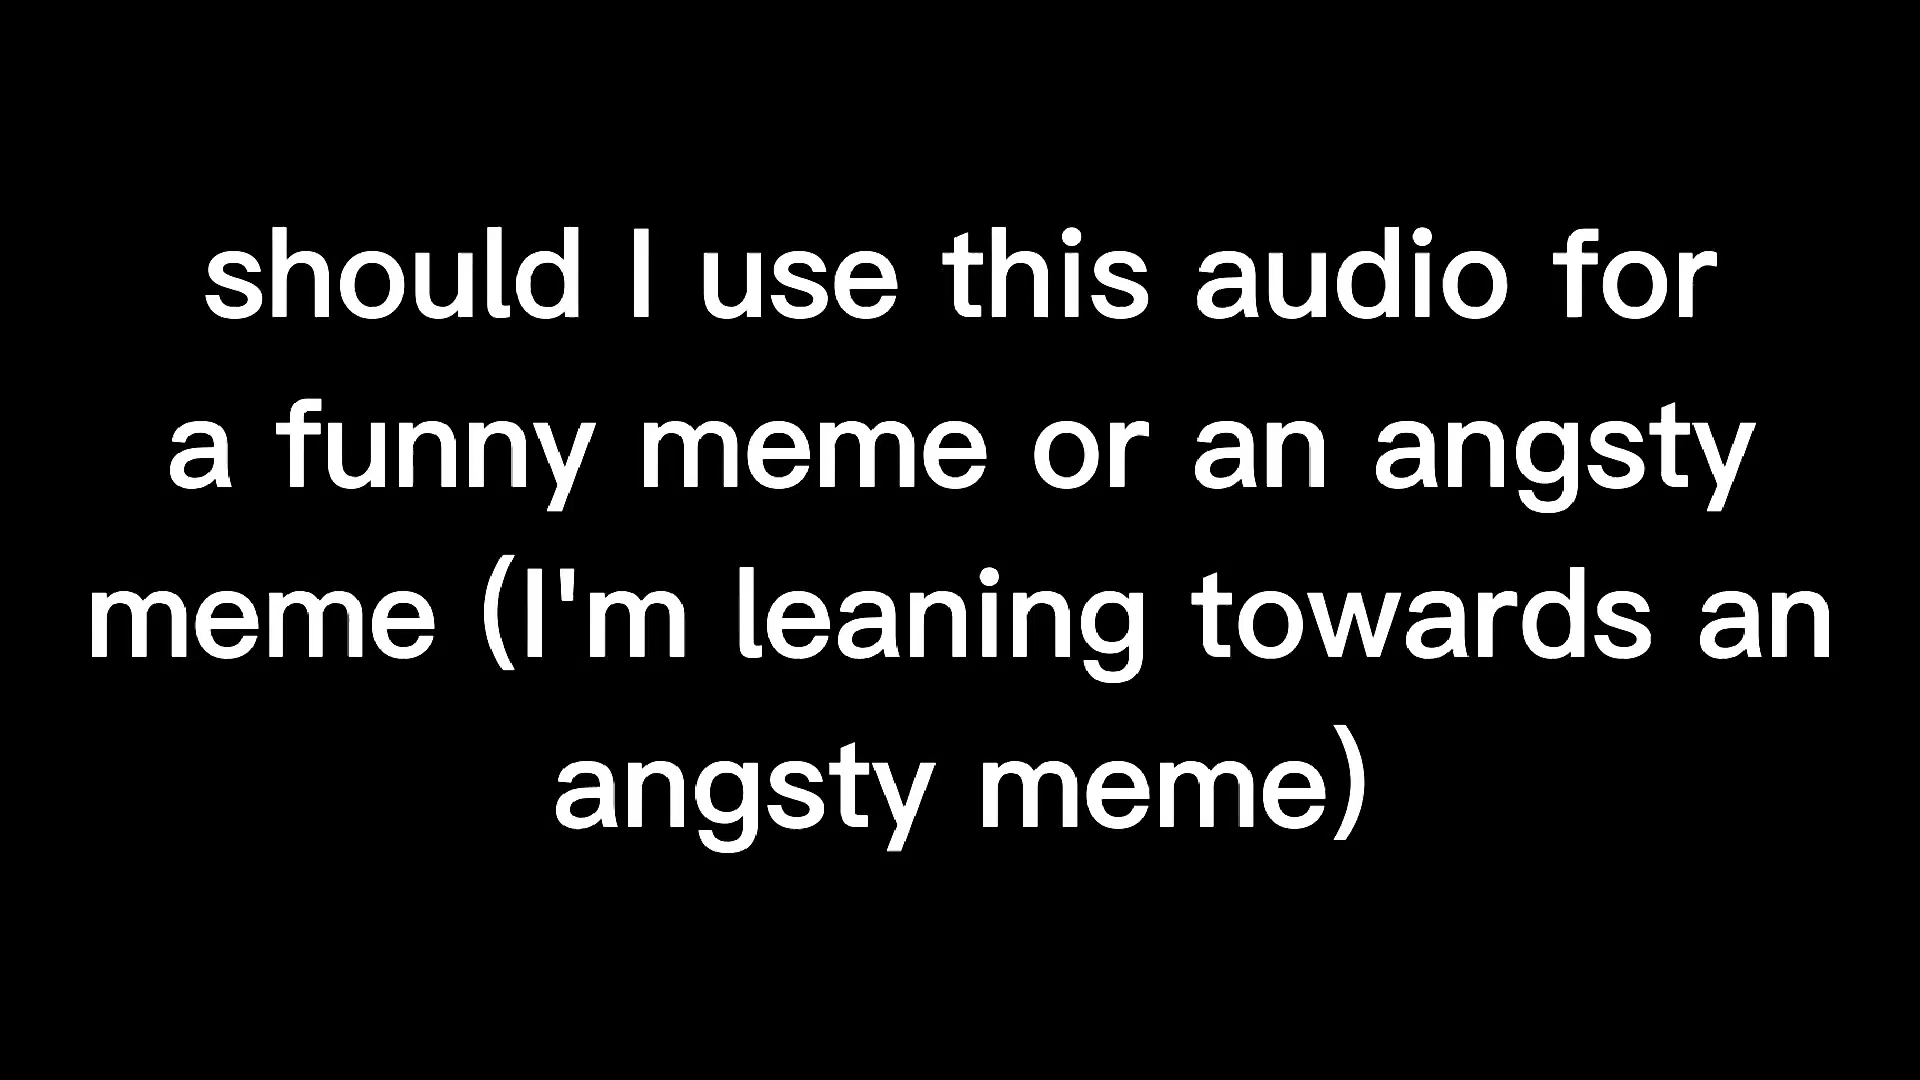 should I use this audio for
a funny meme or an angsty
meme (I'm leaning towards an
angsty meme)